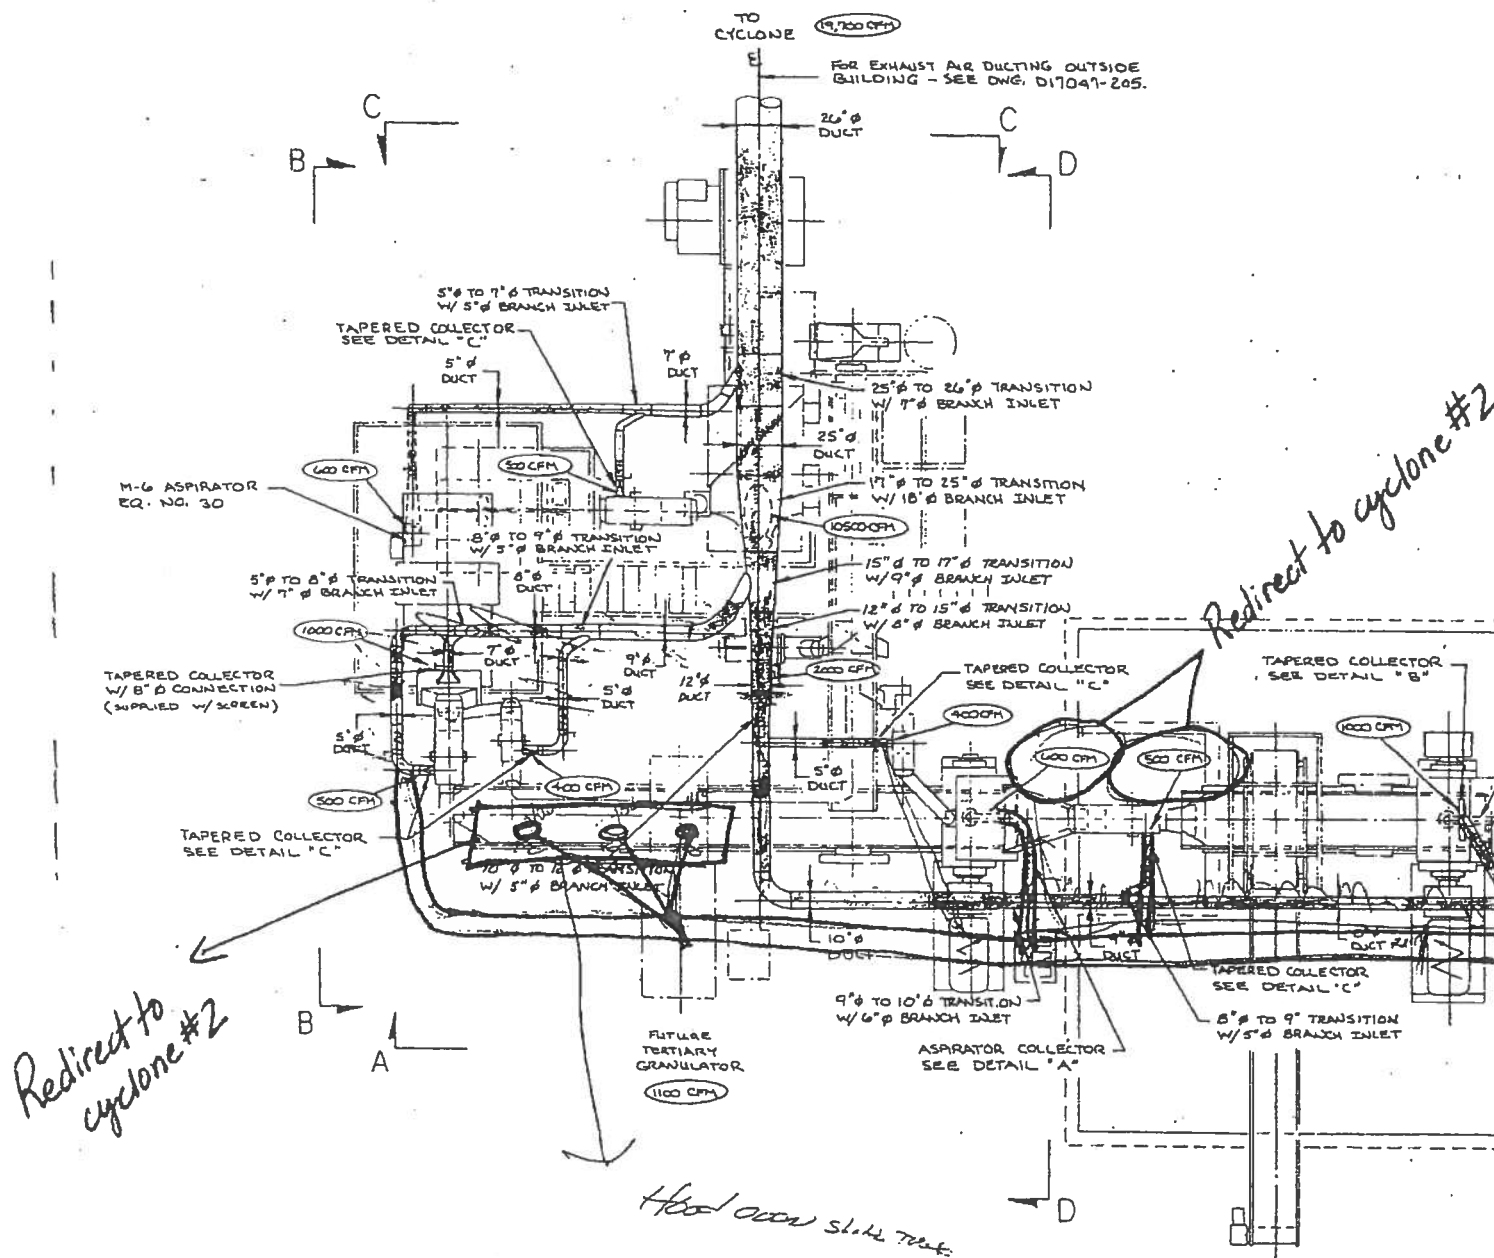 TO
CYCLONE
19,700 CFM
E
FOR EXHAUST AIR DUCTING OUTSIDE
BUILDING - SEE DWG. D17047-205.
C
C
B
D
26"ø
DUCT
5"ø TO 7"ø TRANSITION
W/ 5"ø BRANCH INLET
TAPERED COLLECTOR
SEE DETAIL "C"
5"ø
DUCT
7"ø
DUCT
25"ø TO 26"ø TRANSITION
W/ 7"ø BRANCH INLET
25"ø
DUCT
600 CFM
500 CFM
M-6 ASPIRATOR
EQ. NO. 30
17"ø TO 25"ø TRANSITION
W/ 18"ø BRANCH INLET
10500 CFM
8"ø TO 9"ø TRANSITION
W/ 5"ø BRANCH INLET
15"ø TO 17"ø TRANSITION
W/ 9"ø BRANCH INLET
5"ø TO 8"ø TRANSITION
W/ 7"ø BRANCH INLET
8"ø
DUCT
12"ø TO 15"ø TRANSITION
W/ 8"ø BRANCH INLET
Redirect to cyclone #2
1000 CFM
7"ø
DUCT
9"ø
DUCT
12"ø
DUCT
2000 CFM
TAPERED COLLECTOR
W/ 8"ø CONNECTION
(SUPPLIED W/ SCREEN)
5"ø
DUCT
TAPERED COLLECTOR
SEE DETAIL "C"
TAPERED COLLECTOR
SEE DETAIL "B"
400 CFM
5"ø
DUCT
1000 CFM
600 CFM
500 CFM
5"ø
DUCT
500 CFM
400 CFM
TAPERED COLLECTOR
SEE DETAIL "C"
W/ 5"ø BRANCH INLET
10"ø
DUCT
9"ø
DUCT
DUCT
TAPERED COLLECTOR
SEE DETAIL "C"
9"ø TO 10"ø TRANSITION
W/ 6"ø BRANCH INLET
8"ø TO 9" TRANSITION
W/ 5"ø BRANCH INLET
ASPIRATOR COLLECTOR
SEE DETAIL "A"
Redirect to
cyclone #2
B
A
FUTURE
TERTIARY
GRANULATOR
1100 CFM
D
Hood